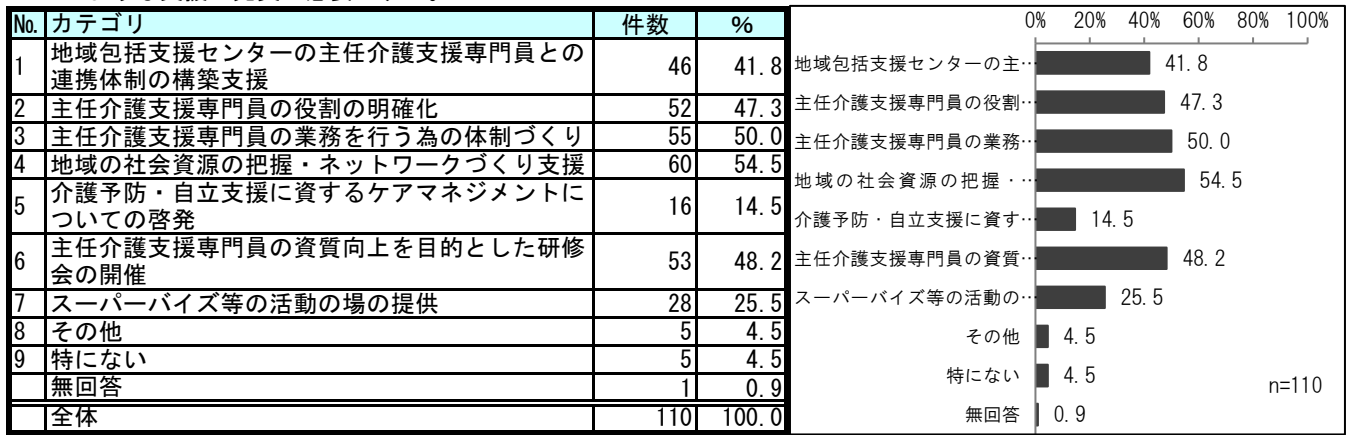 № カテゴリ 件数 %
1 地域包括支援センターの主任介護支援専門員との
連携体制の構築支援 46 41.8
2 主任介護支援専門員の役割の明確化 52 47.3
3 主任介護支援専門員の業務を行う為の体制づくり 55 50.0
4 地域の社会資源の把握・ネットワークづくり支援 60 54.5
5 介護予防・自立支援に資するケアマネジメントに
ついての啓発 16 14.5
6 主任介護支援専門員の資質向上を目的とした研修
会の開催 53 48.2
7 スーパーバイズ等の活動の場の提供 28 25.5
8 その他 5 4.5
9 特にない 5 4.5
無回答 1 0.9
全体 110 100.0
0% 20% 40% 60% 80% 100%
地域包括支援センターの主… 41.8
主任介護支援専門員の役割… 47.3
主任介護支援専門員の業務… 50.0
地域の社会資源の把握・… 54.5
介護予防・自立支援に資す… 14.5
主任介護支援専門員の資質… 48.2
スーパーバイズ等の活動の… 25.5
その他 4.5
特にない 4.5
n=110
無回答 0.9